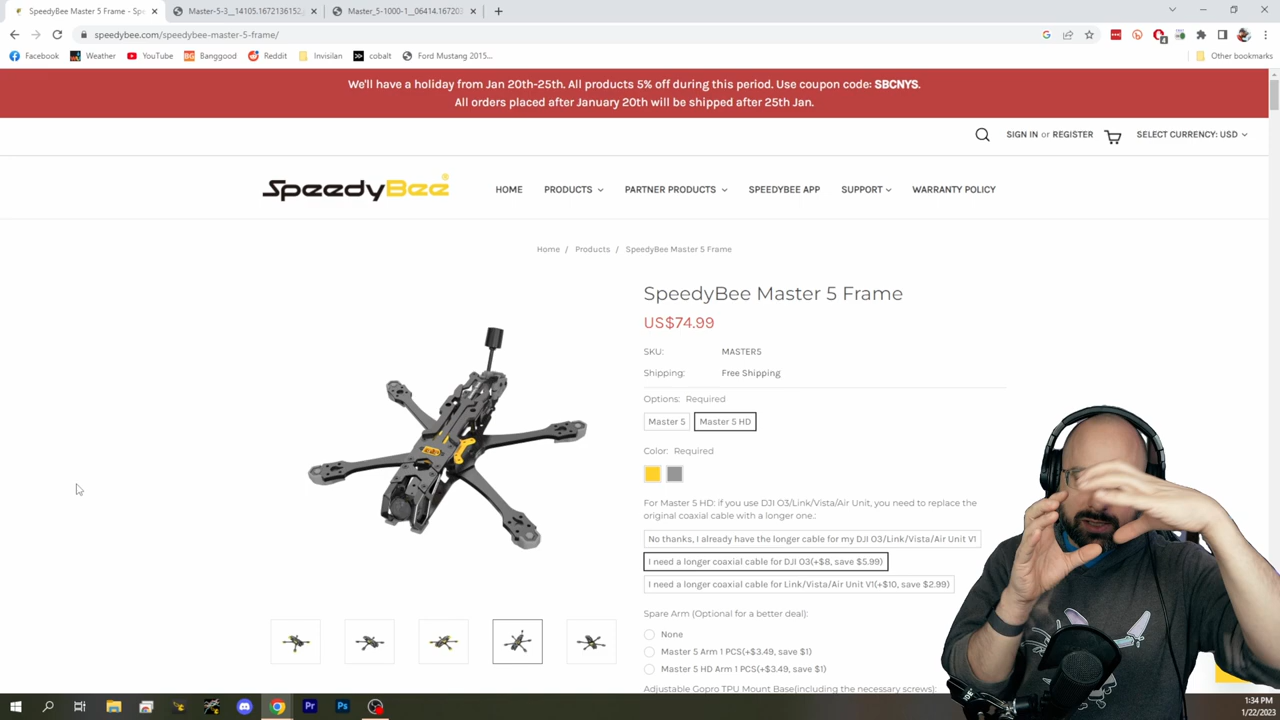 SpeedyBee Master 5 Frame - Spe
Master-5-3__14105.1672136152.
Master_5-1000-1__06414.167203
speedybee.com/speedybee-master-5-frame/
Facebook
Weather
YouTube
BG Banggood
Reddit
Invisilan
cobalt
Ford Mustang 2015...
Other bookmarks
We'll have a holiday from Jan 20th-25th. All products 5% off during this period. Use coupon code: SBCNYS.
All orders placed after January 20th will be shipped after 25th Jan.
SIGN IN or REGISTER
SELECT CURRENCY: USD
SpeedyBee®
HOME
PRODUCTS
PARTNER PRODUCTS
SPEEDYBEE APP
SUPPORT
WARRANTY POLICY
Home / Products / SpeedyBee Master 5 Frame
SpeedyBee Master 5 Frame
US$74.99
SKU: MASTER5
Shipping: Free Shipping
Options: Required
Master 5
Master 5 HD
Color: Required
For Master 5 HD: if you use DJI O3/Link/Vista/Air Unit, you need to replace the
original coaxial cable with a longer one.:
No thanks, I already have the longer cable for my DJI O3/Link/Vista/Air Unit V1
I need a longer coaxial cable for DJI O3(+$8, save $5.99)
I need a longer coaxial cable for Link/Vista/Air Unit V1(+$10, save $2.99)
Spare Arm (Optional for a better deal):
None
Master 5 Arm 1 PCS(+$3.49, save $1)
Master 5 HD Arm 1 PCS(+$3.49, save $1)
Adjustable Gopro TPU Mount Base(including the necessary screws):
Pr
Ps
1:34 PM
1/22/2023